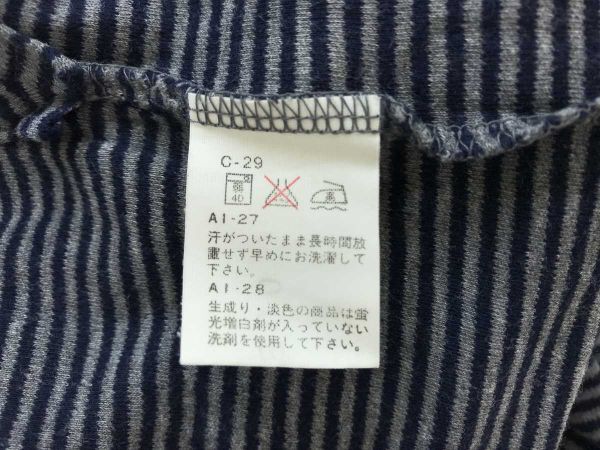 C-29
40
A1-27
汗がついたまま長時間放
置せず早めにお洗濯して
下さい。
A1-28
生成り・淡色の商品は蛍
光増白剤が入っていない
洗剤を使用して下さい。